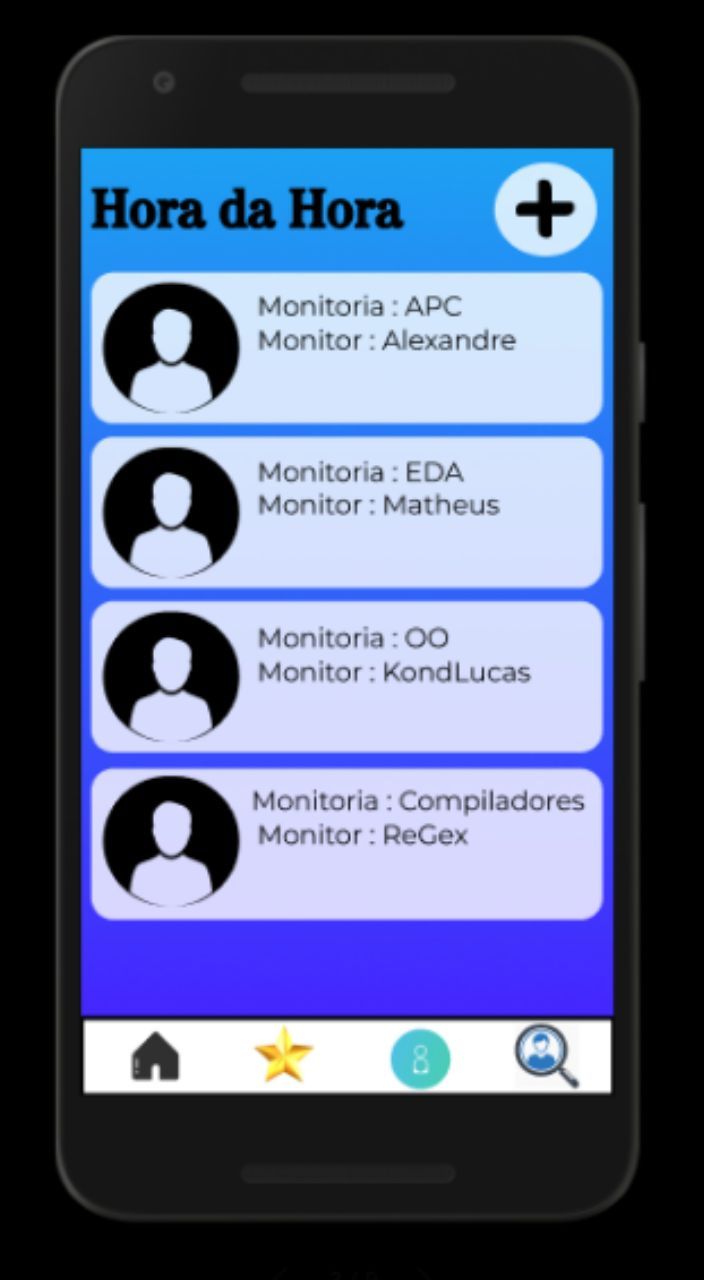 Hora da Hora
Monitoria : APC
Monitor : Alexandre
Monitoria : EDA
Monitor : Matheus
Monitoria : OO
Monitor : KondLucas
Monitoria : Compiladores
Monitor : ReGex